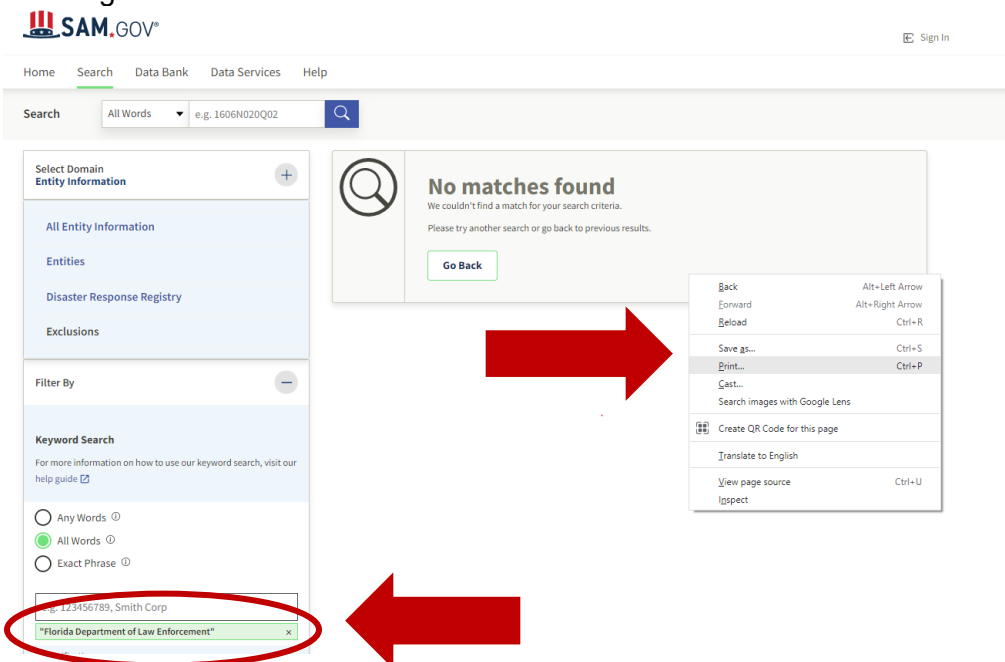 SAM.GOV®
Sign In
Home Search Data Bank Data Services Help
Search All Words e.g. 1606N020Q02
Select Domain
Entity Information
All Entity Information
Entities
Disaster Response Registry
Exclusions
Filter By
Keyword Search
For more information on how to use our keyword search, visit our
help guide
Any Words
All Words
Exact Phrase
e.g. 123456789, Smith Corp
"Florida Department of Law Enforcement" ×
No matches found
We couldn't find a match for your search criteria.
Please try another search or go back to previous results.
Go Back
Back Alt+Left Arrow
Forward Alt+Right Arrow
Reload Ctrl+R
Save as... Ctrl+S
Print... Ctrl+P
Cast...
Search images with Google Lens
Create QR Code for this page
Translate to English
View page source Ctrl+U
Inspect